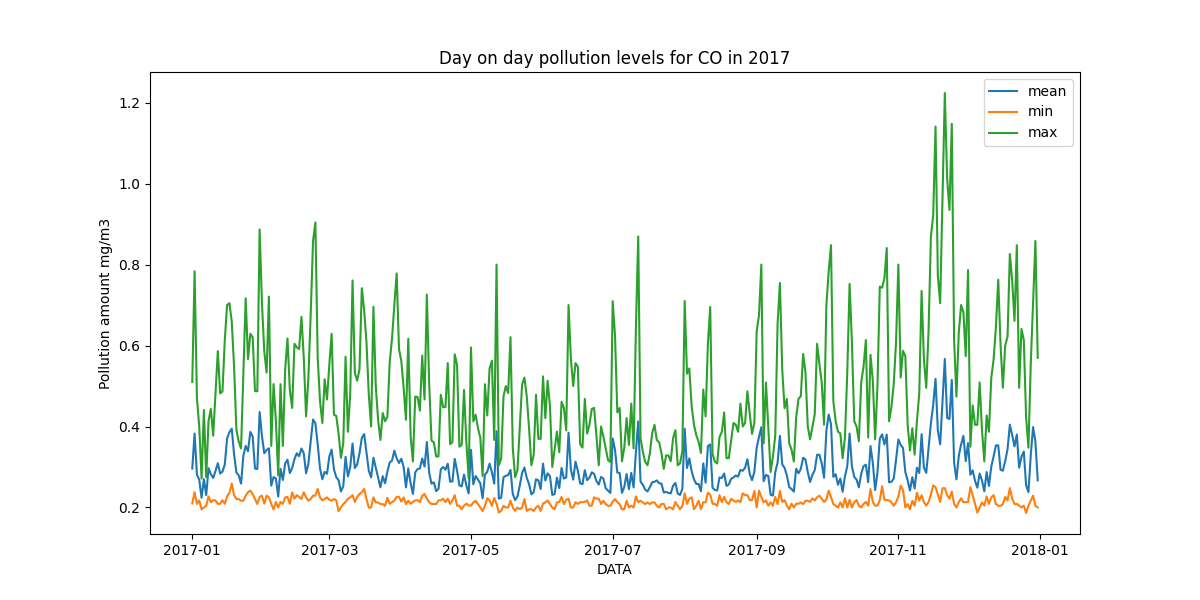 Day on day pollution levels for CO in 2017
mean
min
max
Pollution amount mg/m3
1.2
1.0
0.8
0.6
0.4
0.2
2017-01
2017-03
2017-05
2017-07
2017-09
2017-11
2018-01
DATA